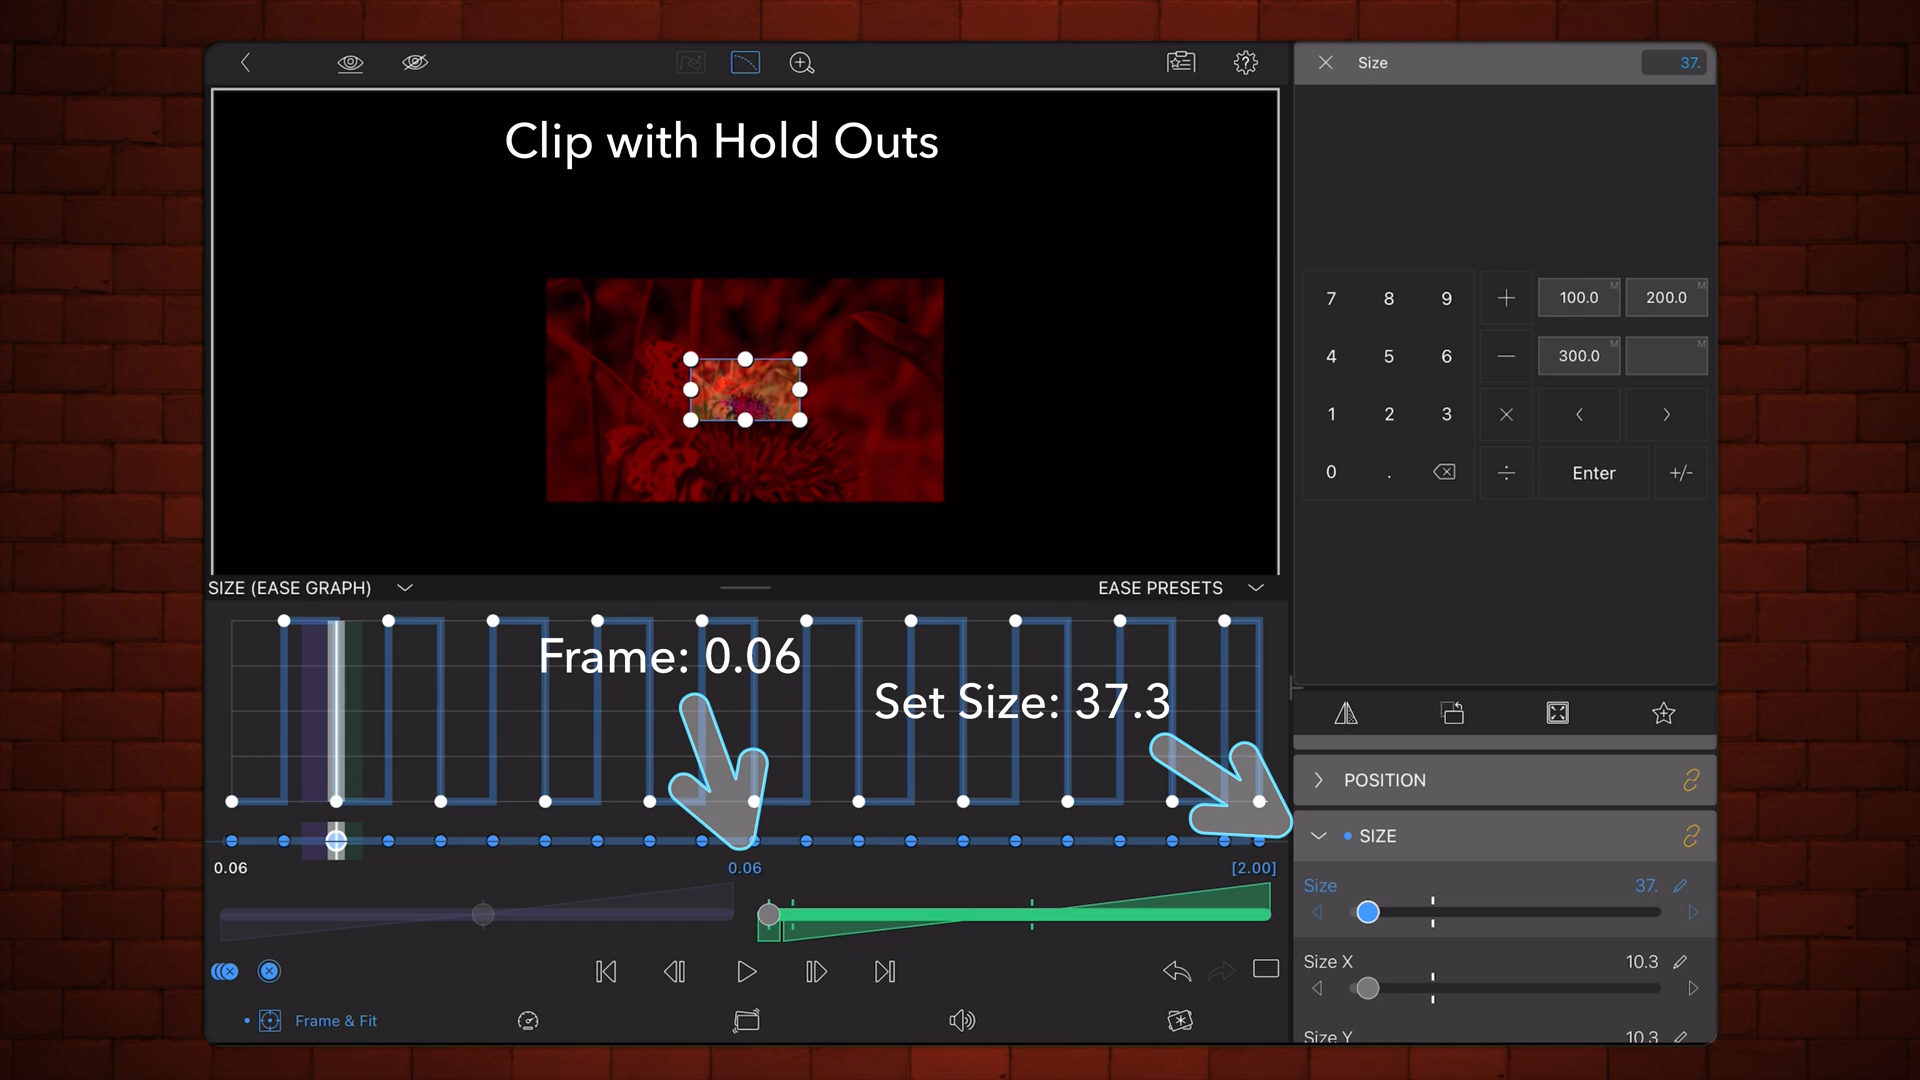 Size
37.
Clip with Hold Outs
7 8 9 + 100.0 M 200.0 M
4 5 6 − 300.0 M M
1 2 3 × < >
0 . ÷ Enter +/-
SIZE (EASE GRAPH)
EASE PRESETS
Frame: 0.06
Set Size: 37.3
POSITION
SIZE
0.06
0.06
[2.00]
Size 37.
Size X 10.3
Size Y 10.3
Frame & Fit